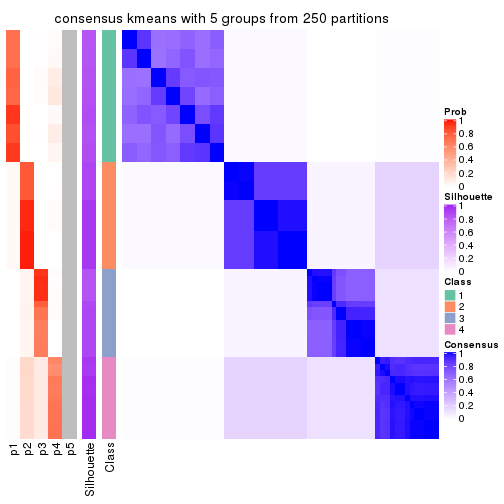 consensus kmeans with 5 groups from 250 partitions
Prob
1
0.8
0.6
0.4
0.2
0
Silhouette
1
0.8
0.6
0.4
0.2
0
Class
1
2
3
4
Consensus
1
0.8
0.6
0.4
0.2
0
p1
p2
p3
p4
p5
Silhouette
Class